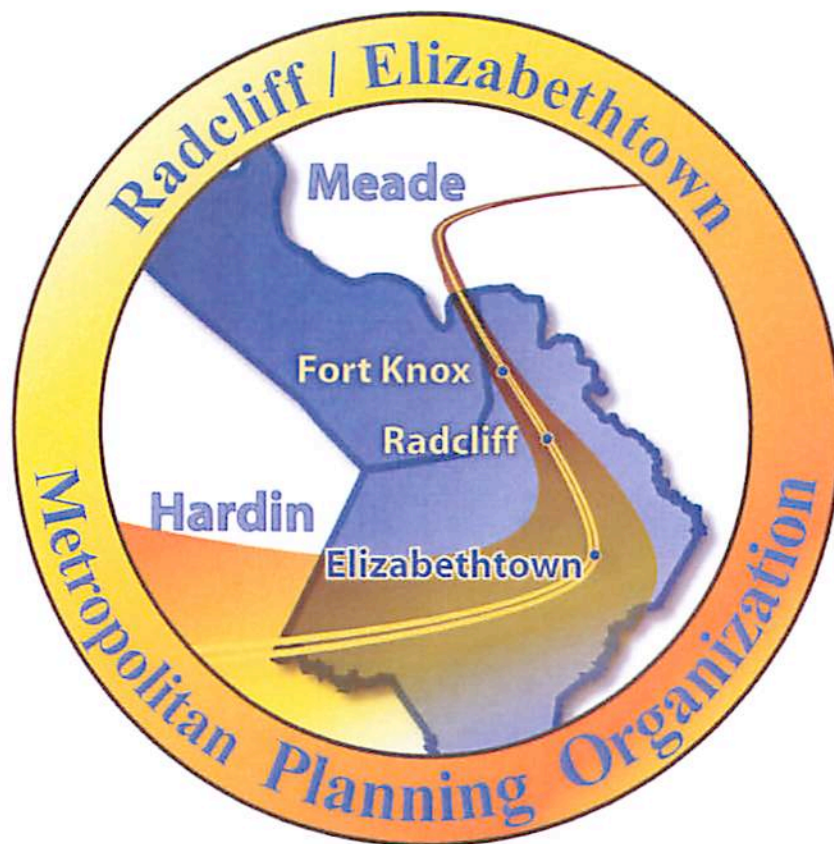 Radcliff / Elizabethtown
Meade
Fort Knox
Radcliff
Hardin
Elizabethtown
Metropolitan Planning Organization